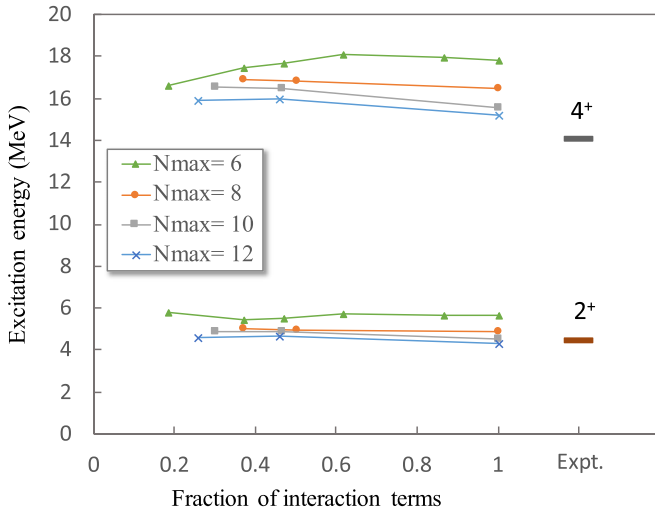 20
18
16
14
12
10
8
6
4
2
0
Excitation energy (MeV)
4⁺
2⁺
Nmax= 6
Nmax= 8
Nmax= 10
Nmax= 12
0 0.2 0.4 0.6 0.8 1 Expt.
Fraction of interaction terms